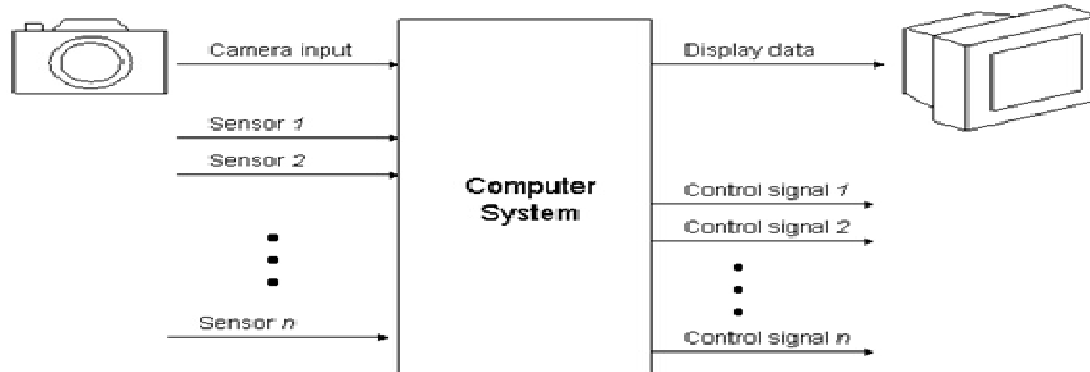 Camera input
Display data
Sensor 1
Sensor 2
Computer
System
Control signal 1
Control signal 2
Sensor n
Control signal n